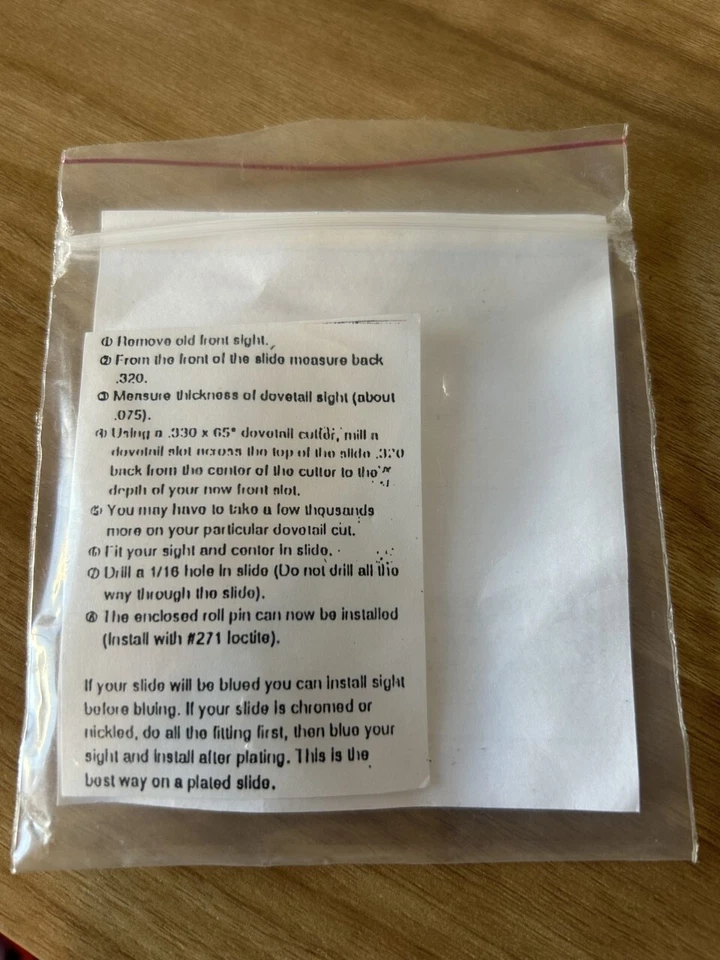 ① Remove old front sight.
② From the front of the slide measure back
.320.
③ Measure thickness of dovetail sight (about
.075).
④ Using a .330 x 65° dovetail cutter, mill a
dovetail slot across the top of the slide .320
back from the center of the cutter to the
depth of your new front slot.
⑤ You may have to take a few thousands
more on your particular dovetail cut.
⑥ Fit your sight and center in slide.
⑦ Drill a 1/16 hole in slide (Do not drill all the
way through the slide).
⑧ The enclosed roll pin can now be installed
(Install with #271 loctite).
If your slide will be blued you can install sight
before bluing. If your slide is chromed or
nickled, do all the fitting first, then blue your
sight and install after plating. This is the
best way on a plated slide.